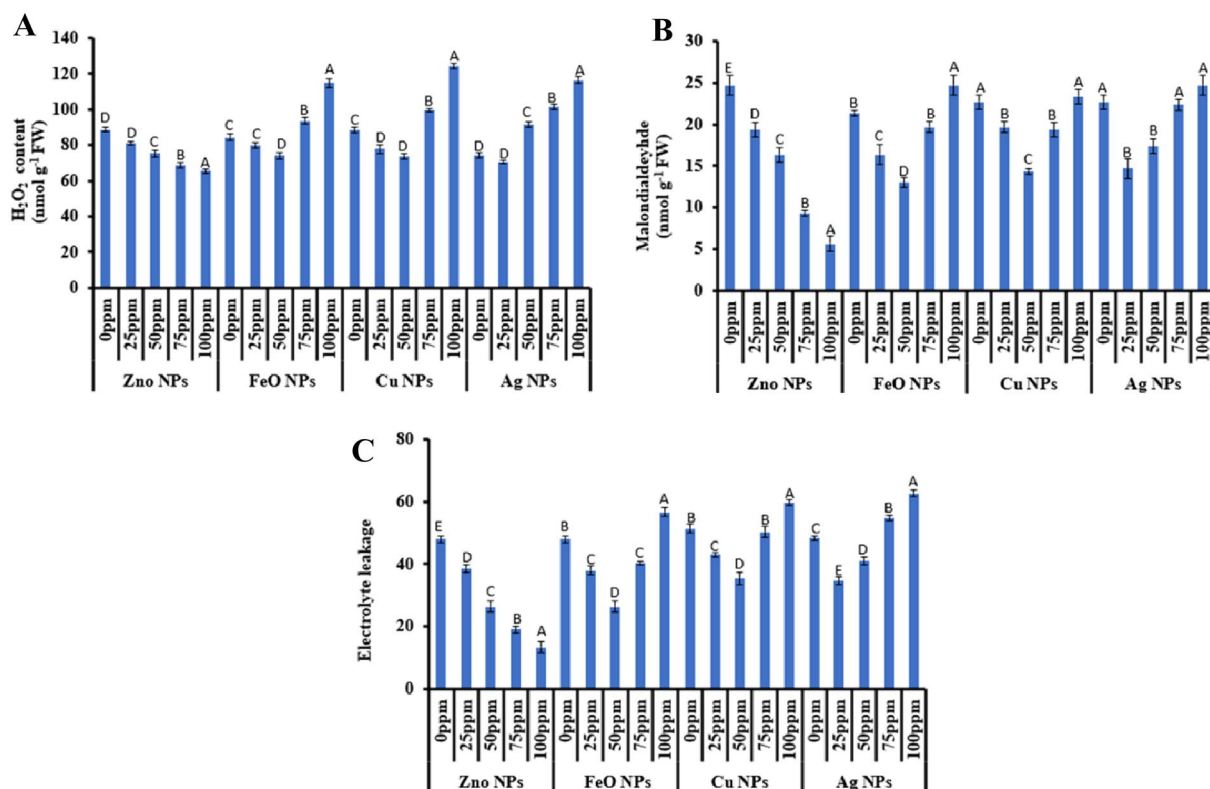 A
H₂O₂ content
(nmol g⁻¹ FW)
140
120
100
80
60
40
20
0
D D C B A C C D B A C D D B A D D C B A
0ppm 25ppm 50ppm 75ppm 100ppm 0ppm 25ppm 50ppm 75ppm 100ppm 0ppm 25ppm 50ppm 75ppm 100ppm 0ppm 25ppm 50ppm 75ppm 100ppm
Zno NPs FeO NPs Cu NPs Ag NPs
B
Malondialdeyhde
(nmol g⁻¹ FW)
30
25
20
15
10
5
0
E D C B A B C D B A A B C B A A B B A A
0ppm 25ppm 50ppm 75ppm 100ppm 0ppm 25ppm 50ppm 75ppm 100ppm 0ppm 25ppm 50ppm 75ppm 100ppm 0ppm 25ppm 50ppm 75ppm 100ppm
Zno NPs FeO NPs Cu NPs Ag NPs
C
Electrolyte leakage
80
60
40
20
0
E D C B A B C D C A B C D B A C E D B A
0ppm 25ppm 50ppm 75ppm 100ppm 0ppm 25ppm 50ppm 75ppm 100ppm 0ppm 25ppm 50ppm 75ppm 100ppm 0ppm 25ppm 50ppm 75ppm 100ppm
Zno NPs FeO NPs Cu NPs Ag NPs